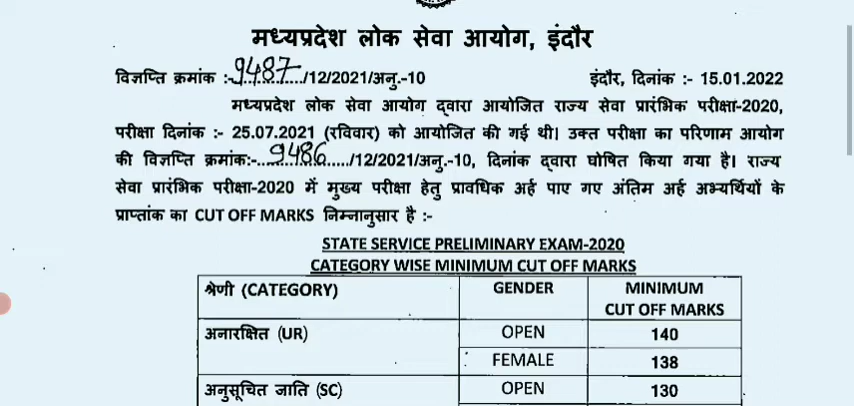 मध्यप्रदेश लोक सेवा आयोग, इंदौर
विज्ञप्ति क्रमांक :-..9487../12/2021/अनु.-10 इंदौर, दिनांक :- 15.01.2022
मध्यप्रदेश लोक सेवा आयोग द्वारा आयोजित राज्य सेवा प्रारंभिक परीक्षा-2020,
परीक्षा दिनांक :- 25.07.2021 (रविवार) को आयोजित की गई थी। उक्त परीक्षा का परिणाम आयोग
की विज्ञप्ति क्रमांक:-...9486...../12/2021/अनु.-10, दिनांक द्वारा घोषित किया गया है। राज्य
सेवा प्रारंभिक परीक्षा-2020 में मुख्य परीक्षा हेतु प्रावधिक अर्ह पाए गए अंतिम अर्ह अभ्यर्थियों के
प्राप्तांक का CUT OFF MARKS निम्नानुसार है :-
STATE SERVICE PRELIMINARY EXAM-2020
CATEGORY WISE MINIMUM CUT OFF MARKS
श्रेणी (CATEGORY) GENDER MINIMUM
CUT OFF MARKS
अनारक्षित (UR) OPEN 140
FEMALE 138
अनुसूचित जाति (SC) OPEN 130